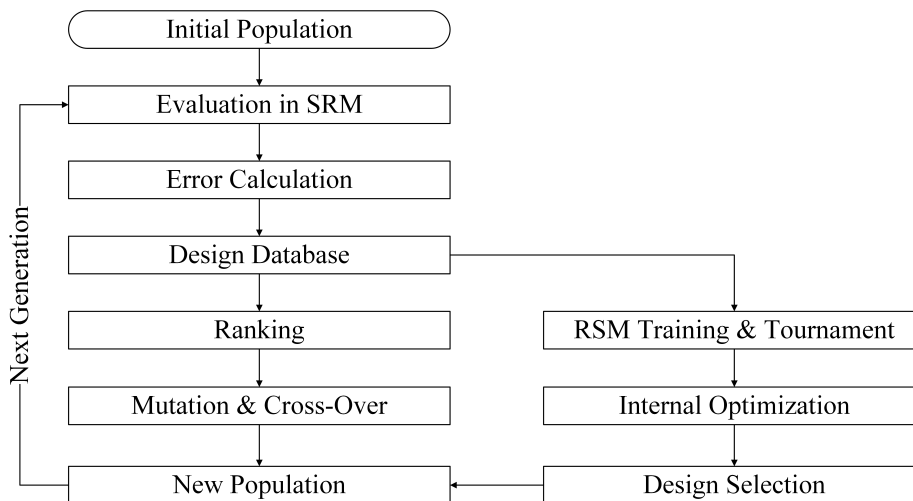 Initial Population
Evaluation in SRM
Error Calculation
Design Database
Ranking
Mutation & Cross-Over
New Population
Next Generation
RSM Training & Tournament
Internal Optimization
Design Selection